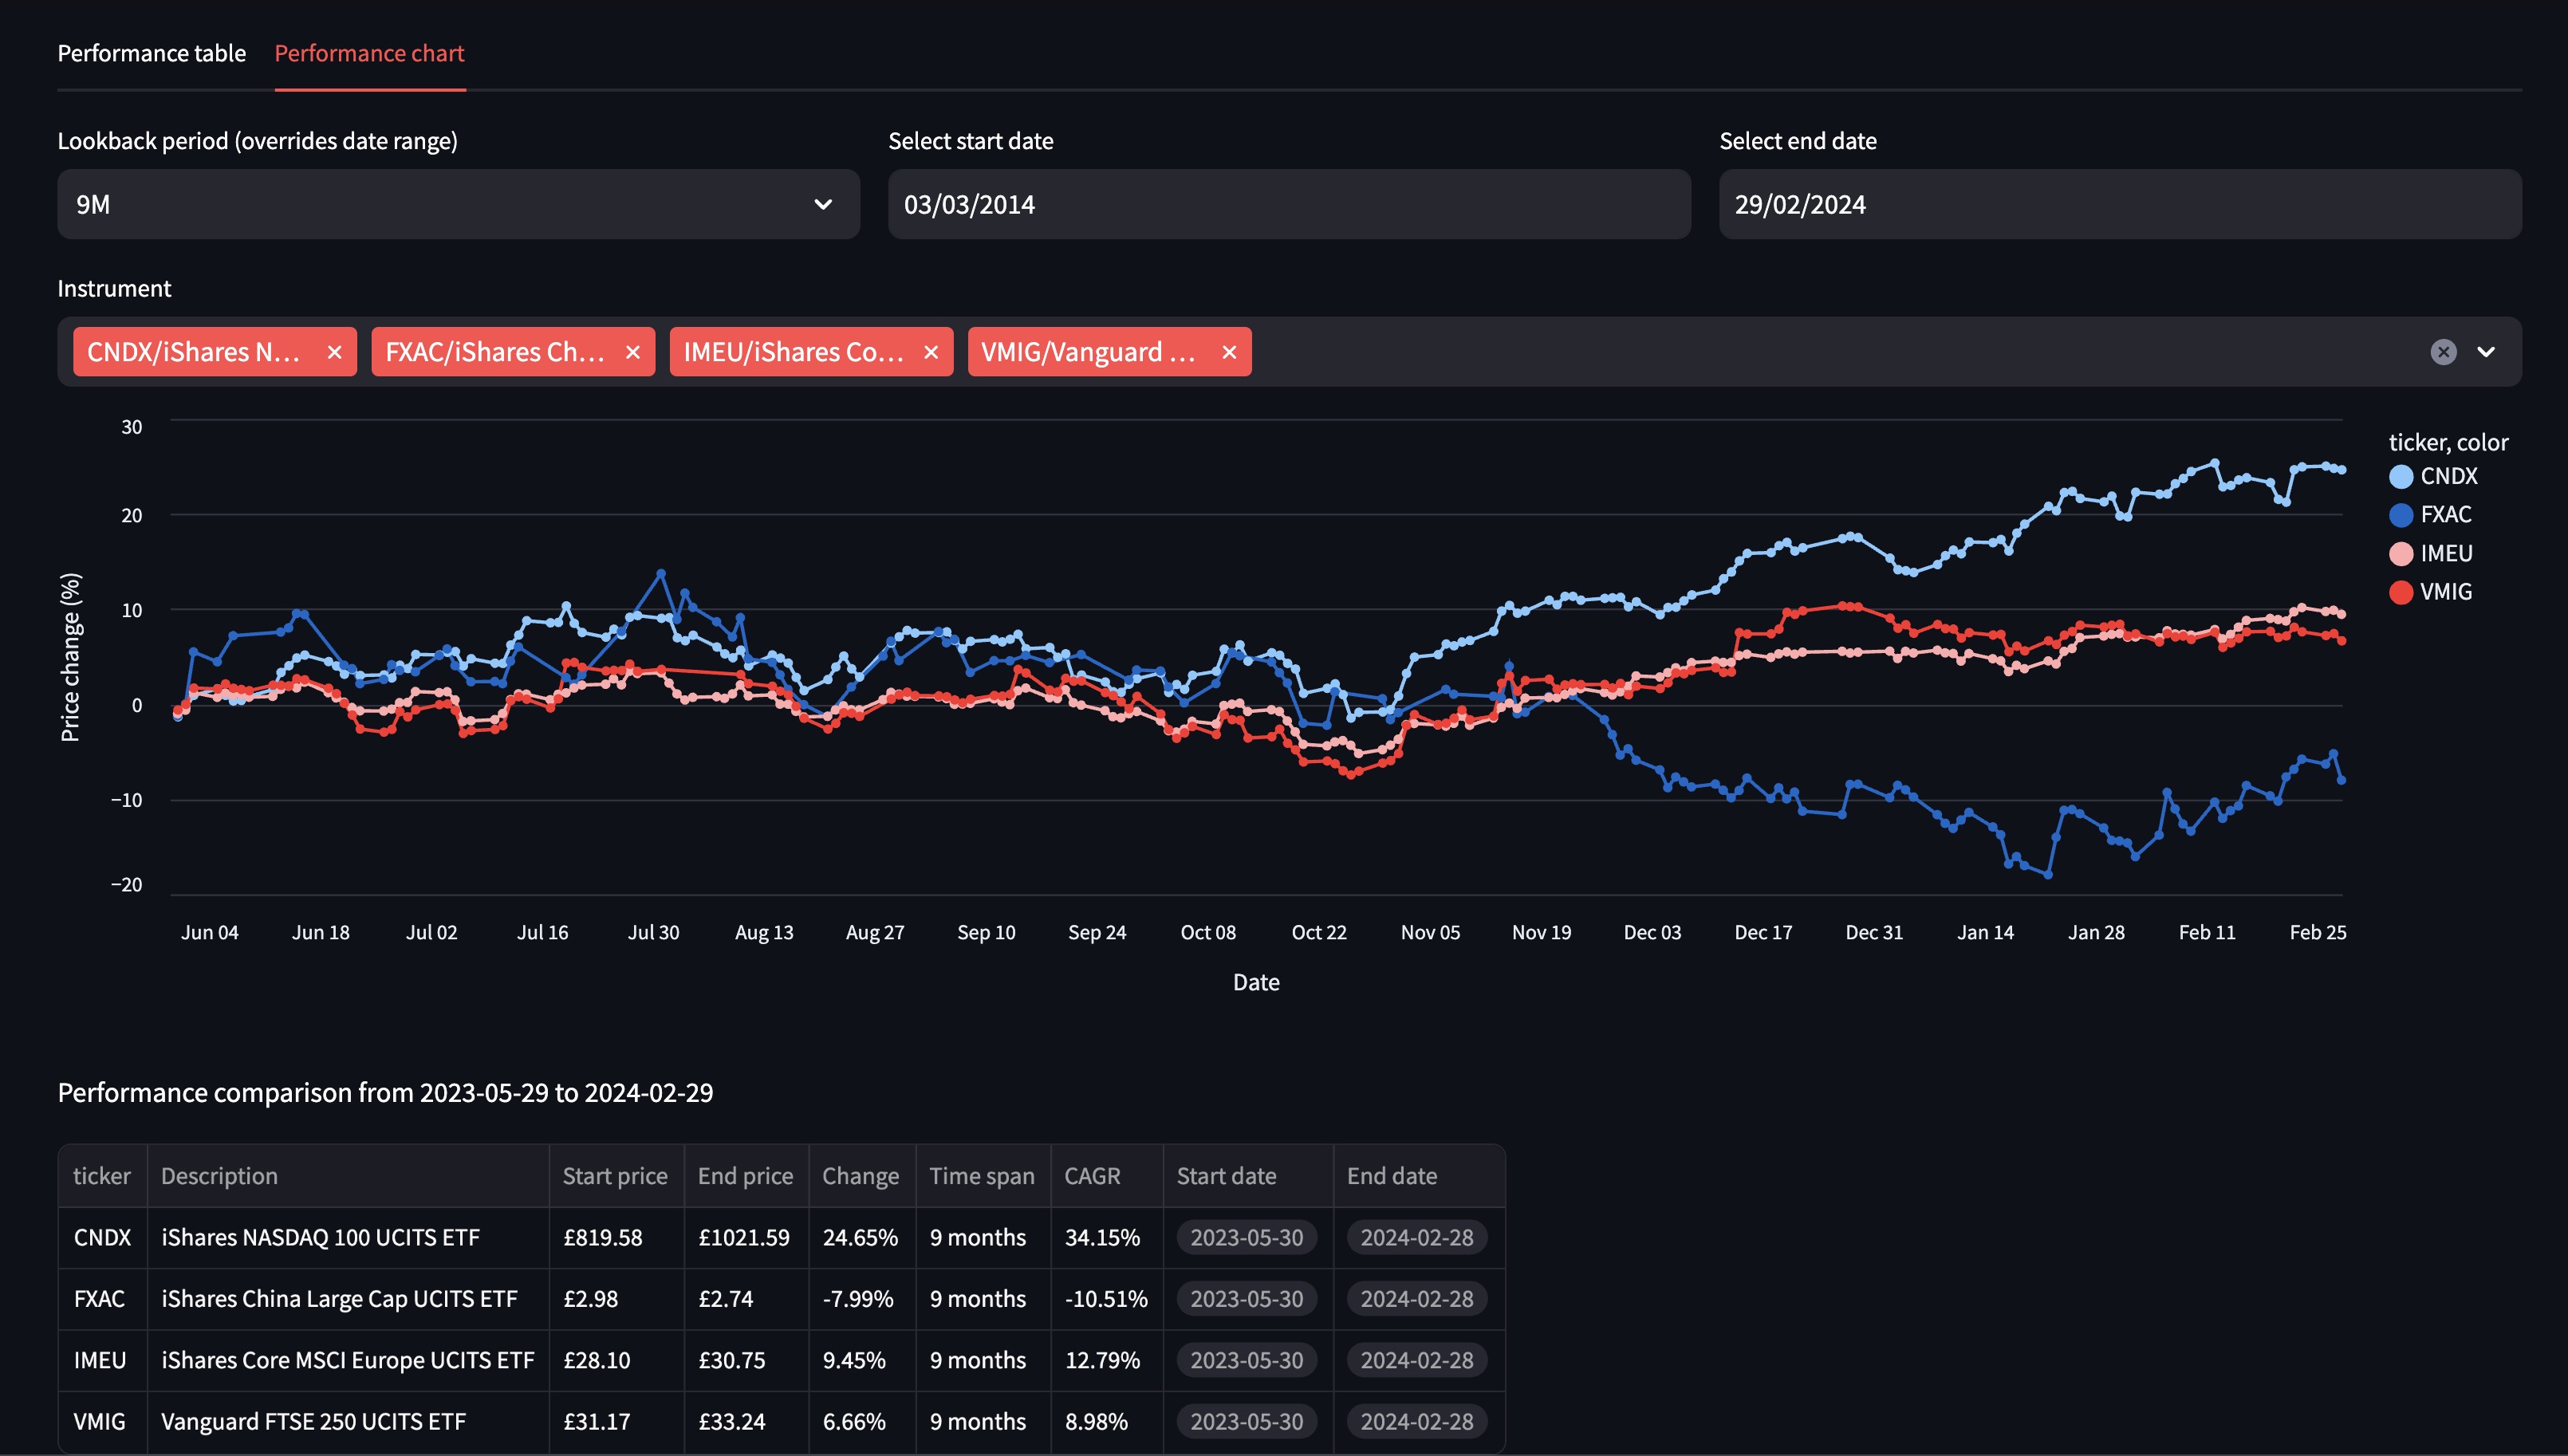 Performance table Performance chart
Lookback period (overrides date range) Select start date Select end date
9M 03/03/2014 29/02/2024
Instrument
CNDX/iShares N... FXAC/iShares Ch... IMEU/iShares Co... VMIG/Vanguard ...
30
20
10
0
−10
−20
Price change (%)
ticker, color
CNDX
FXAC
IMEU
VMIG
Jun 04 Jun 18 Jul 02 Jul 16 Jul 30 Aug 13 Aug 27 Sep 10 Sep 24 Oct 08 Oct 22 Nov 05 Nov 19 Dec 03 Dec 17 Dec 31 Jan 14 Jan 28 Feb 11 Feb 25
Date
Performance comparison from 2023-05-29 to 2024-02-29
ticker Description Start price End price Change Time span CAGR Start date End date
CNDX iShares NASDAQ 100 UCITS ETF £819.58 £1021.59 24.65% 9 months 34.15% 2023-05-30 2024-02-28
FXAC iShares China Large Cap UCITS ETF £2.98 £2.74 -7.99% 9 months -10.51% 2023-05-30 2024-02-28
IMEU iShares Core MSCI Europe UCITS ETF £28.10 £30.75 9.45% 9 months 12.79% 2023-05-30 2024-02-28
VMIG Vanguard FTSE 250 UCITS ETF £31.17 £33.24 6.66% 9 months 8.98% 2023-05-30 2024-02-28